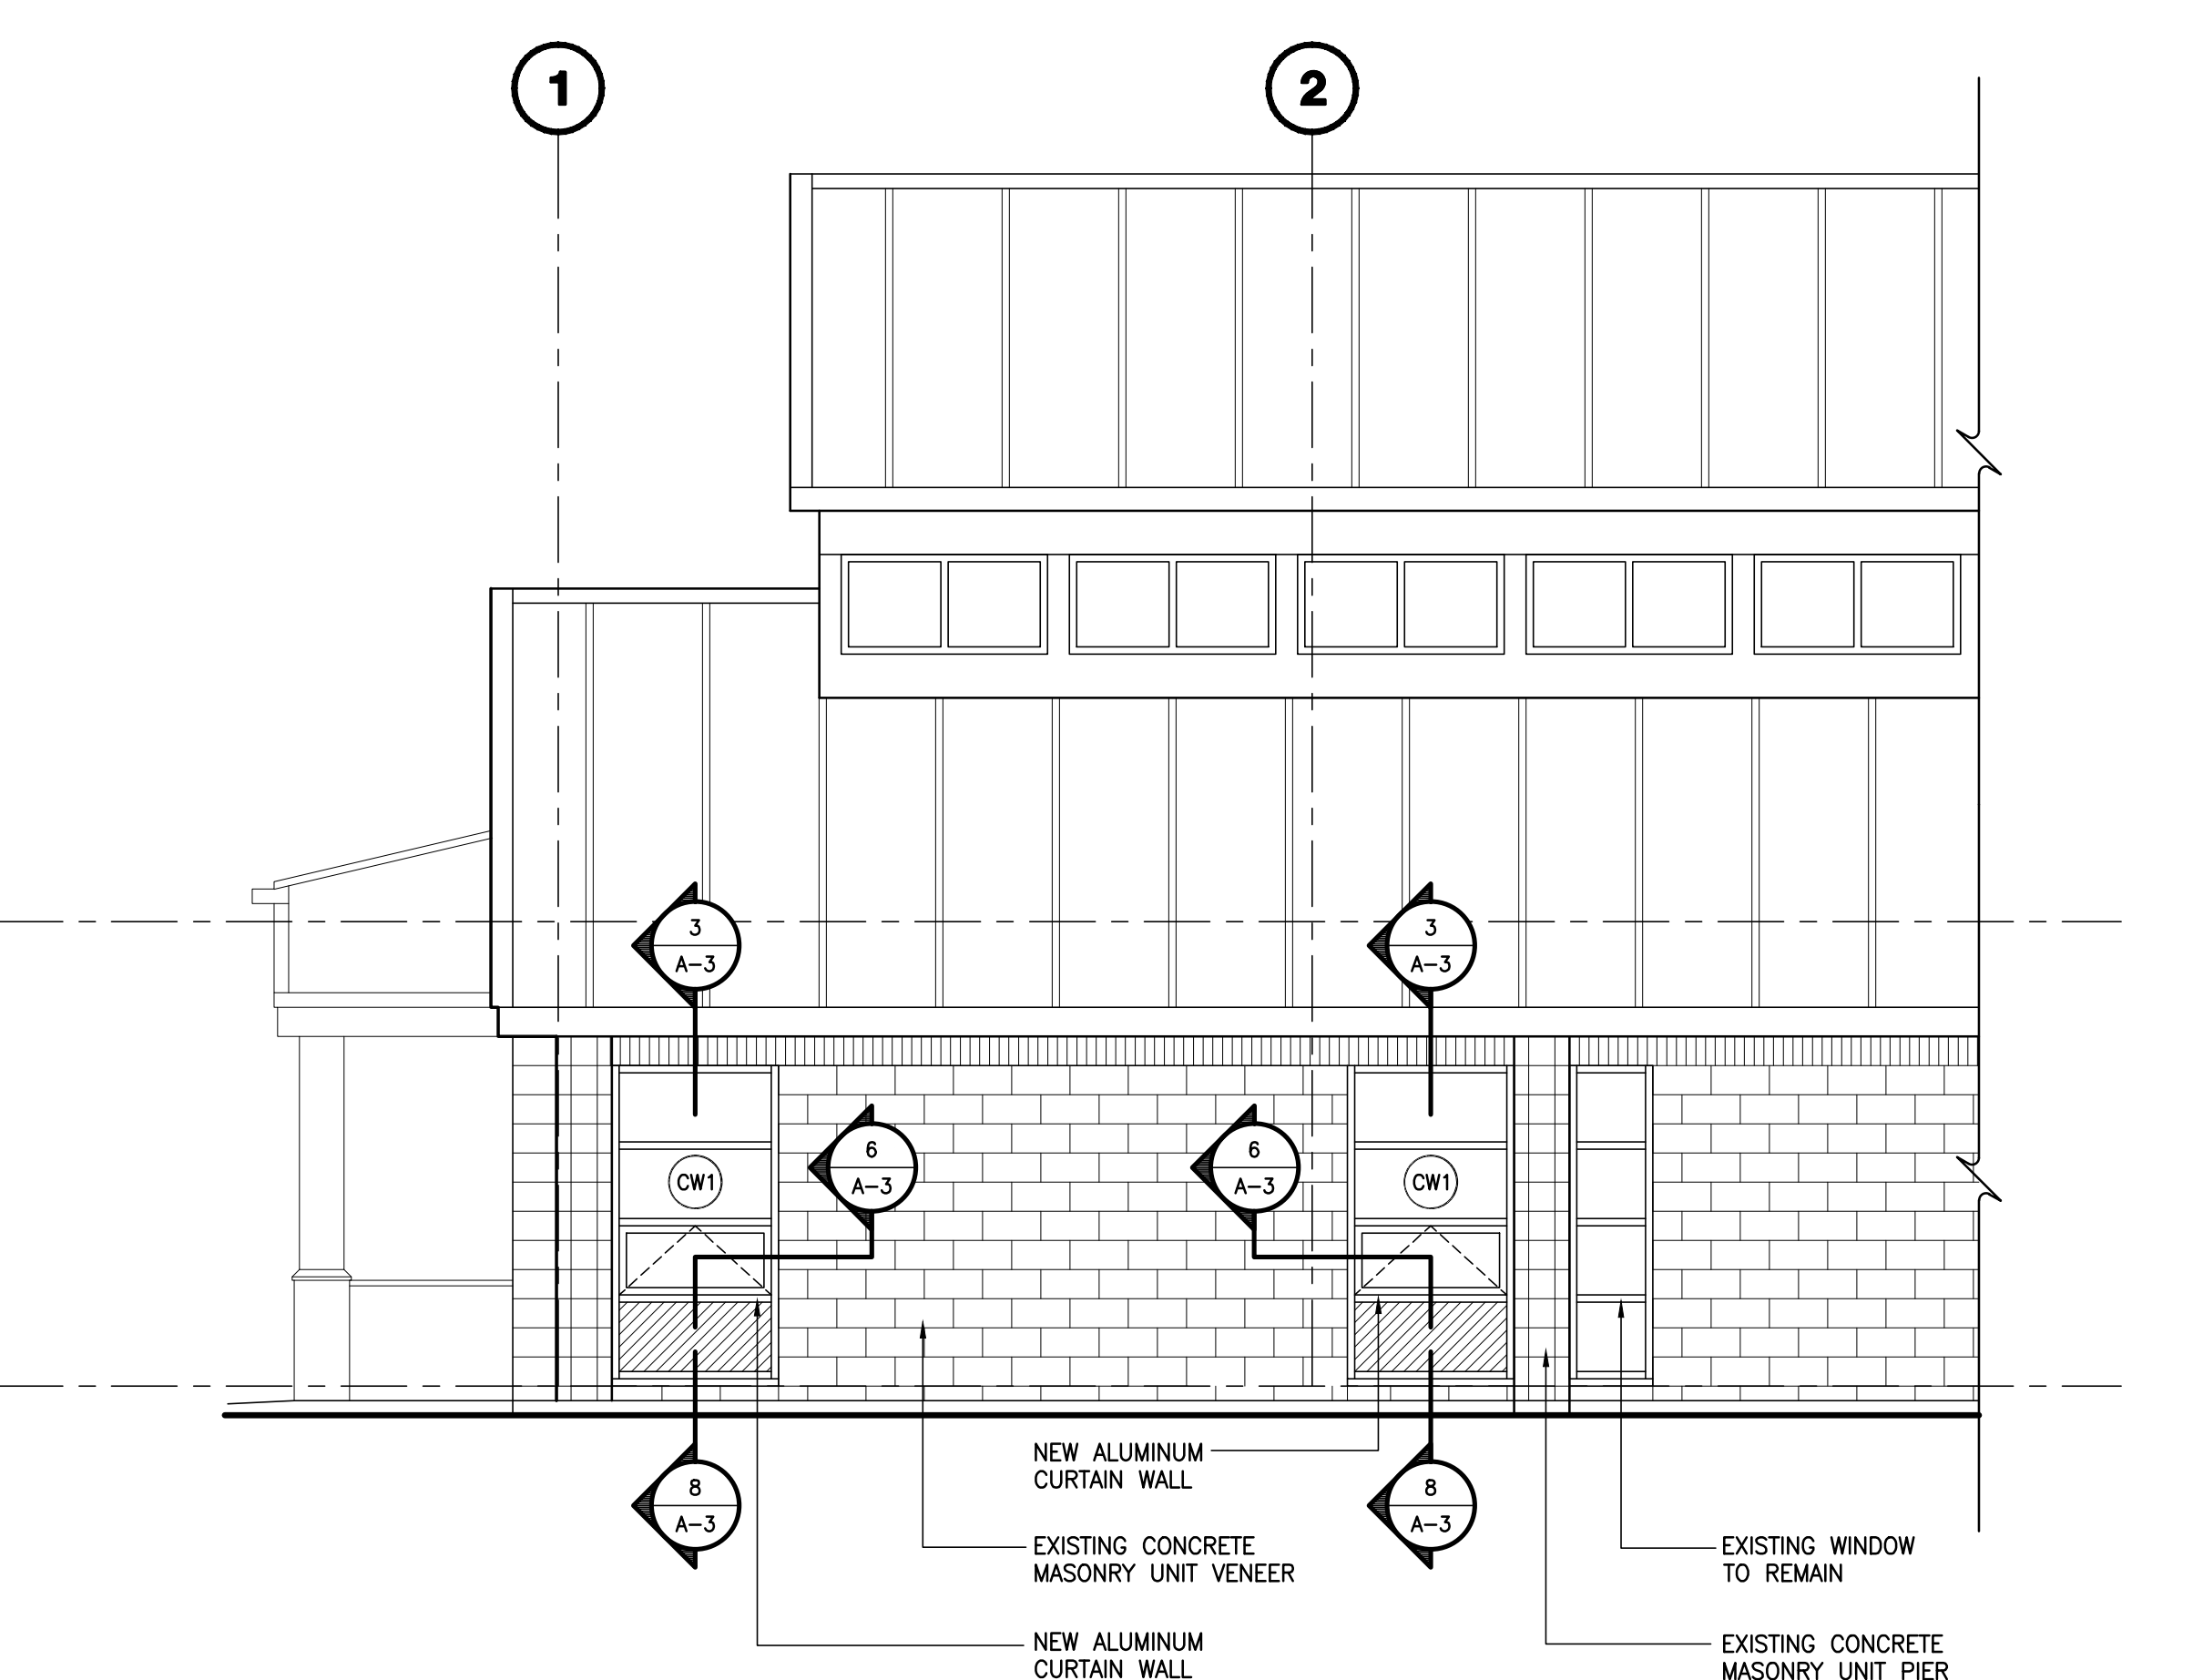 1
2
3
A-3
3
A-3
6
A-3
6
A-3
CW1
CW1
NEW ALUMINUM
CURTAIN WALL
8
A-3
8
A-3
EXISTING CONCRETE
MASONRY UNIT VENEER
EXISTING WINDOW
TO REMAIN
NEW ALUMINUM
CURTAIN WALL
EXISTING CONCRETE
MASONRY UNIT PIER